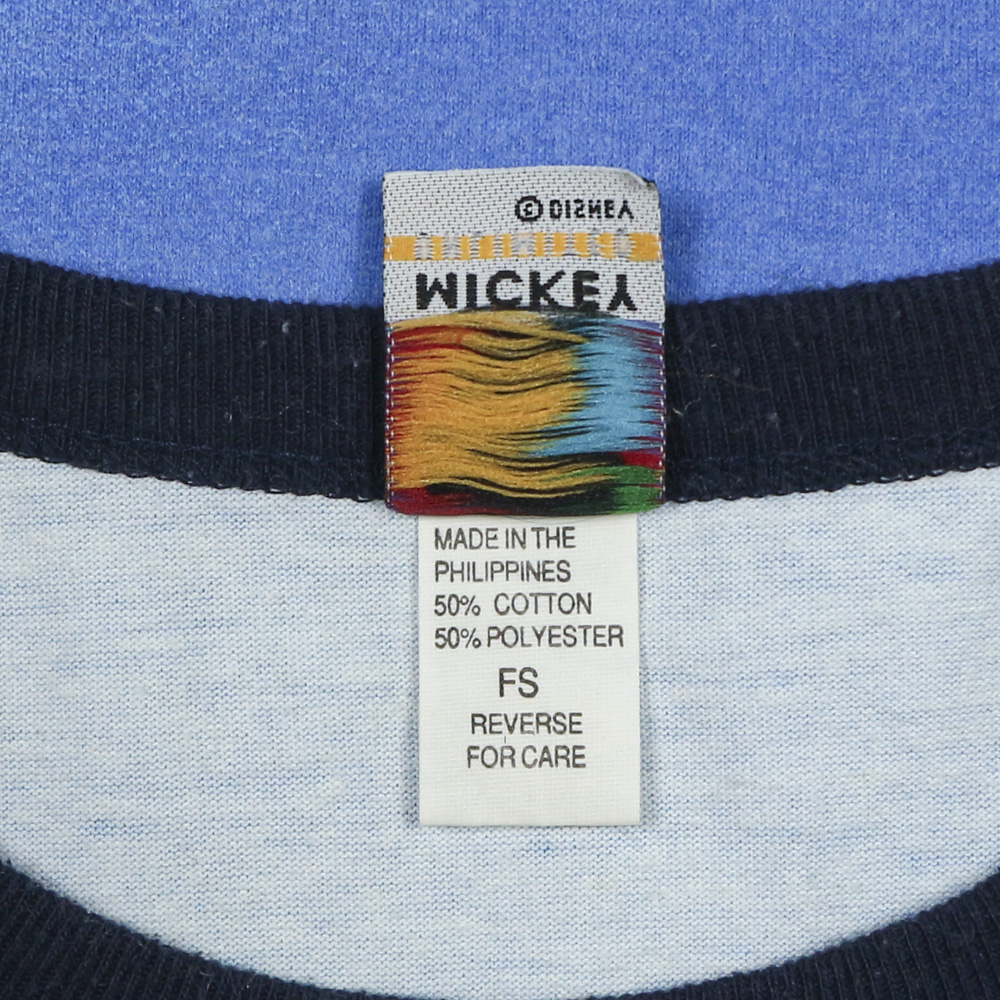 © DISNEY
MICKEY
MADE IN THE
PHILIPPINES
50% COTTON
50% POLYESTER
FS
REVERSE
FOR CARE